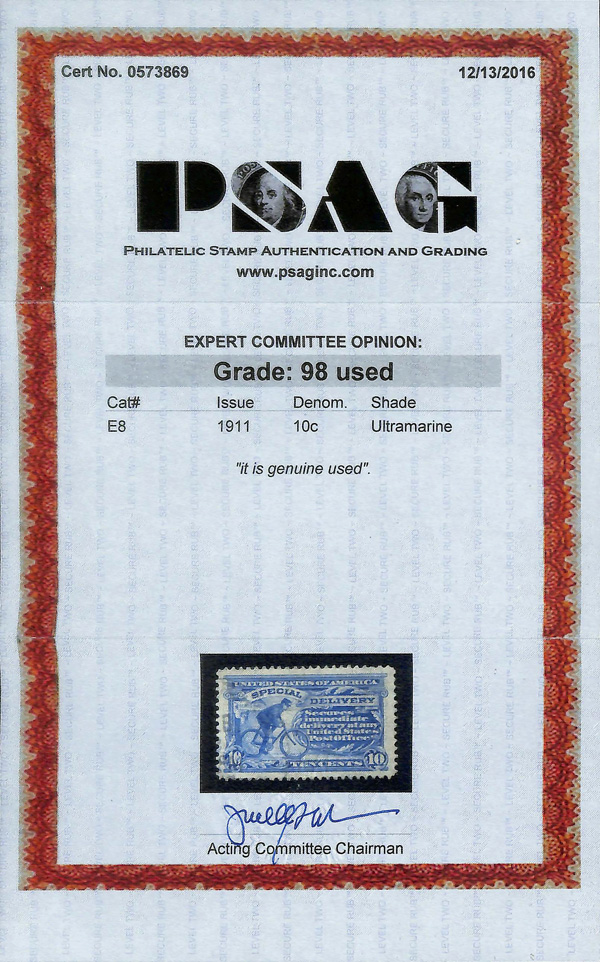 Cert No. 0573869
12/13/2016
PSAG
PHILATELIC STAMP AUTHENTICATION AND GRADING
www.psaginc.com
EXPERT COMMITTEE OPINION:
Grade: 98 used
Cat# Issue Denom. Shade
E8 1911 10c Ultramarine
"it is genuine used".
UNITED STATES OF AMERICA
SPECIAL DELIVERY
Secures
immediate
delivery at any
United States
Post Office
10 TEN CENTS 10
Acting Committee Chairman